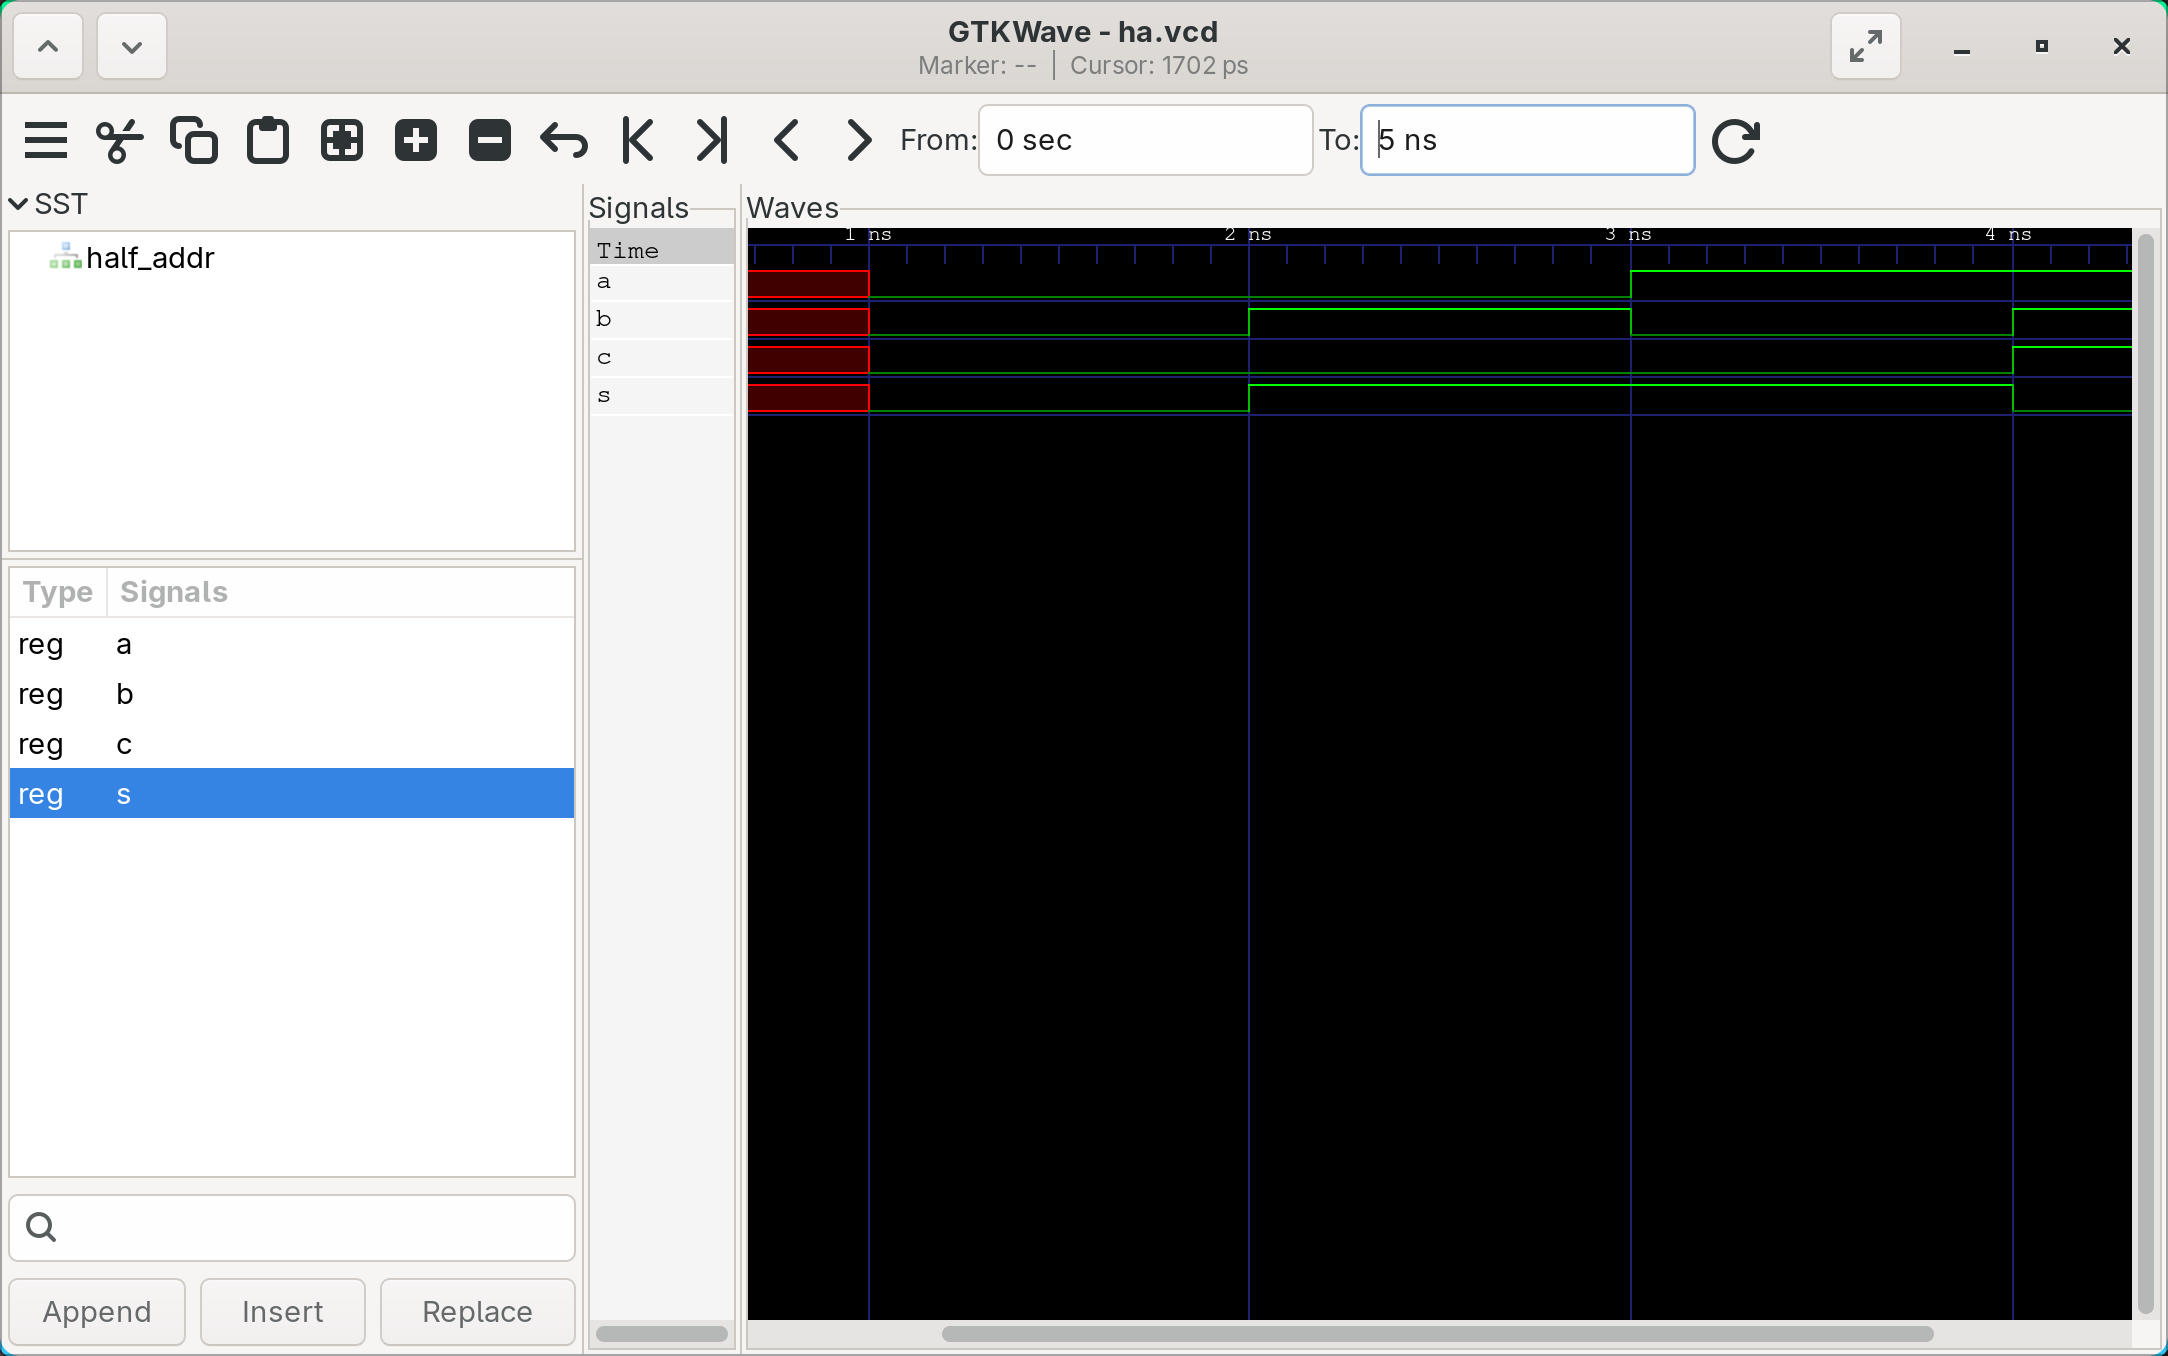 GTKWave - ha.vcd
Marker: -- | Cursor: 1702 ps
From: 0 sec To: 5 ns
SST
half_addr
Type Signals
reg a
reg b
reg c
reg s
Append Insert Replace
Signals
Time
a
b
c
s
Waves
1 ns 2 ns 3 ns 4 ns